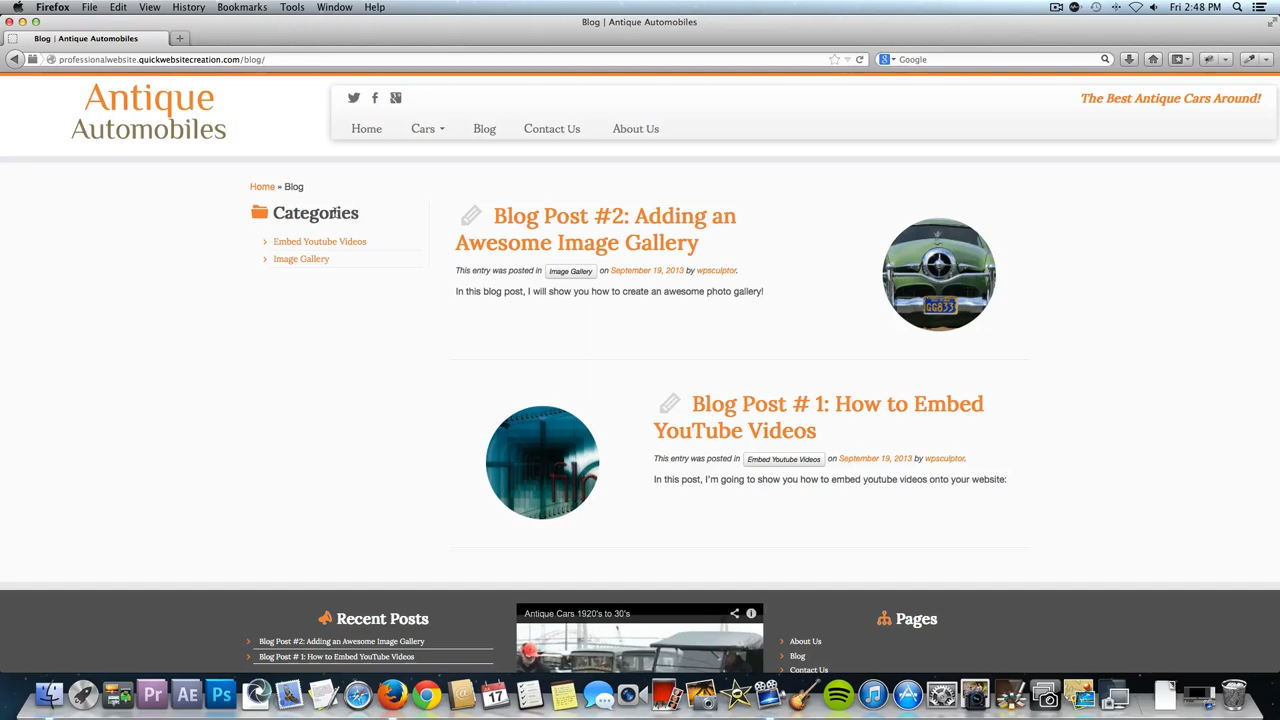 Firefox File Edit View History Bookmarks Tools Window Help Fri 2:48 PM
Blog | Antique Automobiles
Blog | Antique Automobiles
professionalwebsite.quickwebsitecreation.com/blog/ Google
Antique
Automobiles
The Best Antique Cars Around!
Home Cars Blog Contact Us About Us
Home » Blog
Categories
Embed Youtube Videos
Image Gallery
Blog Post #2: Adding an
Awesome Image Gallery
This entry was posted in Image Gallery on September 19, 2013 by wpsculptor.
In this blog post, I will show you how to create an awesome photo gallery!
GG833
Blog Post # 1: How to Embed
YouTube Videos
This entry was posted in Embed Youtube Videos on September 19, 2013 by wpsculptor.
In this post, I'm going to show you how to embed youtube videos onto your website:
Recent Posts
Blog Post #2: Adding an Awesome Image Gallery
Blog Post # 1: How to Embed YouTube Videos
Antique Cars 1920's to 30's
Pages
About Us
Blog
Contact Us
Pr AE Ps 17